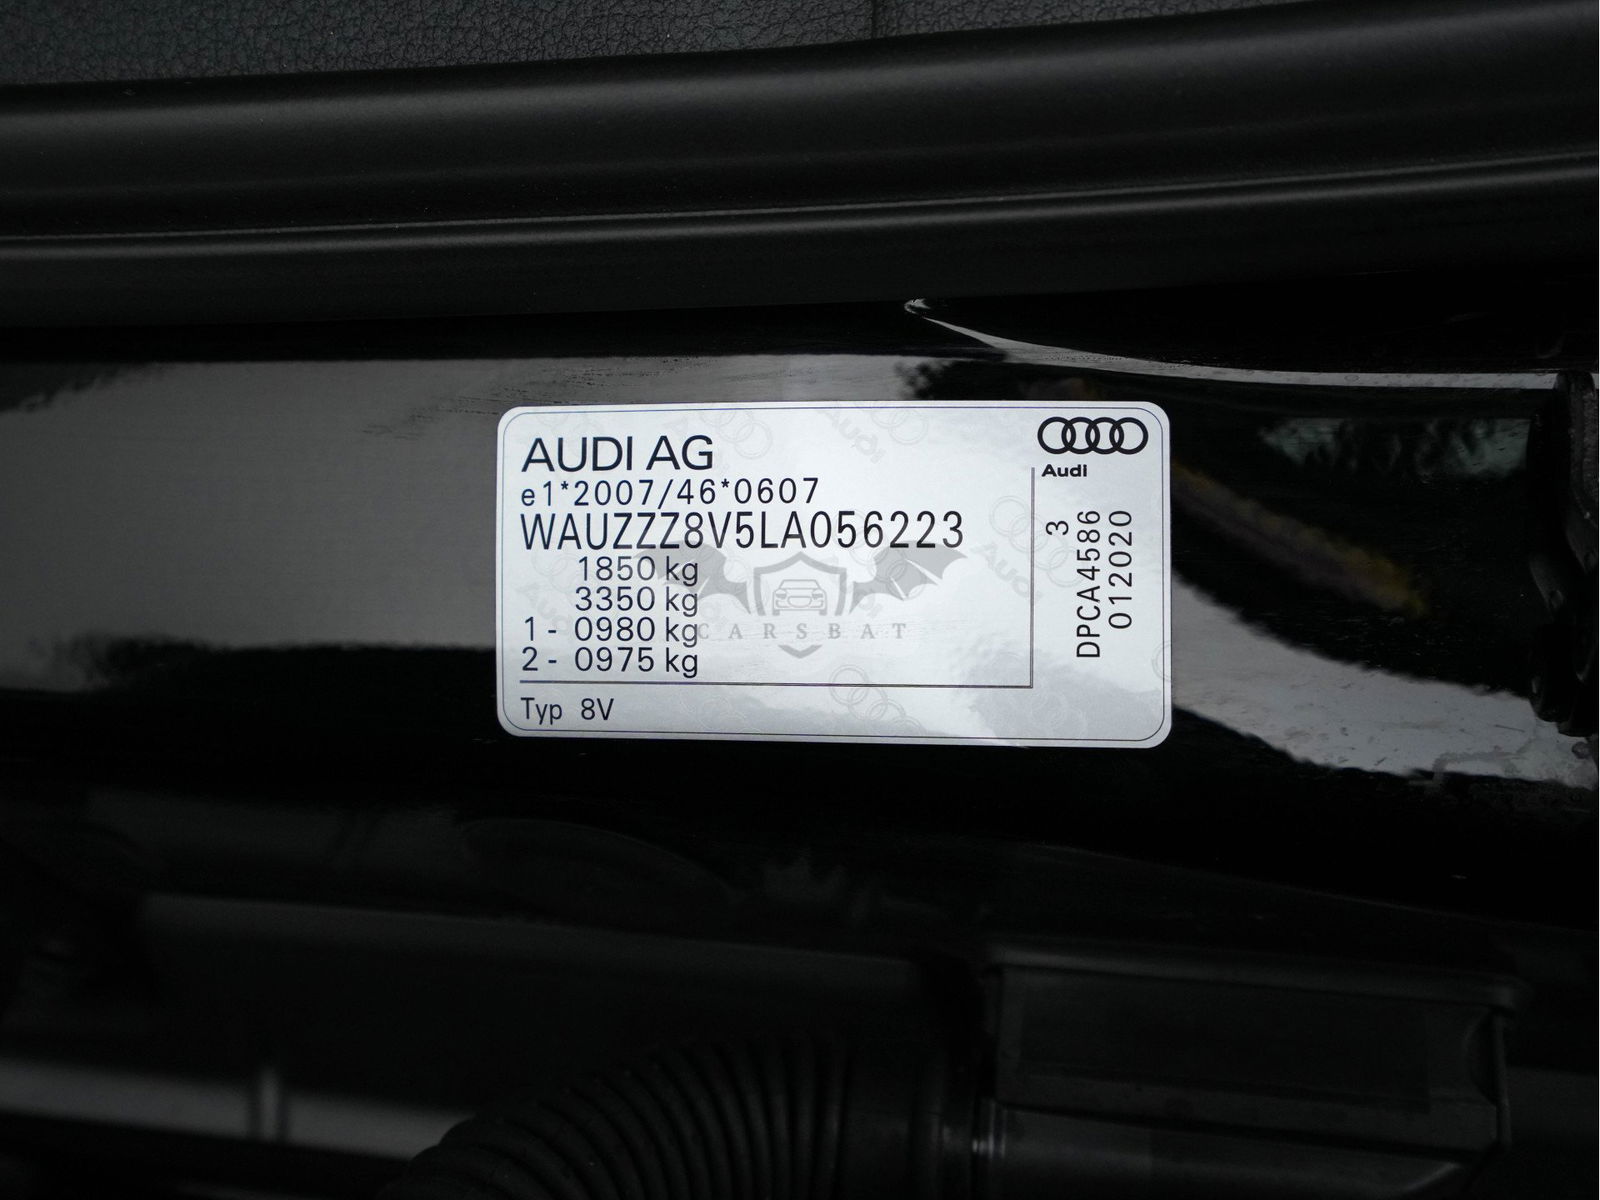 AUDI AG
e1*2007/46*0607
WAUZZZ8V5LA056223
1850 kg
3350 kg
1 - 0980 kg
2 - 0975 kg
Typ 8V
Audi
3
DPCA4586
012020
CARSBAT